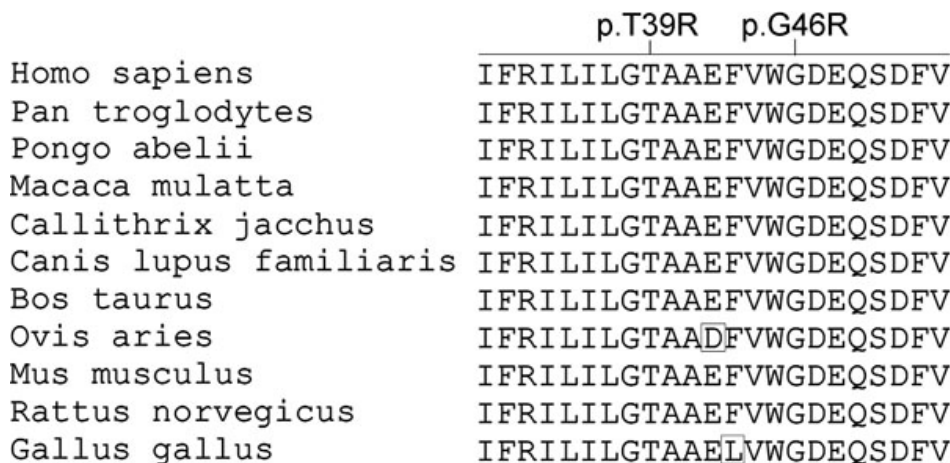 p.T39R p.G46R
Homo sapiens IFRILILGTAAEFVWGDEQSDFV
Pan troglodytes IFRILILGTAAEFVWGDEQSDFV
Pongo abelii IFRILILGTAAEFVWGDEQSDFV
Macaca mulatta IFRILILGTAAEFVWGDEQSDFV
Callithrix jacchus IFRILILGTAAEFVWGDEQSDFV
Canis lupus familiaris IFRILILGTAAEFVWGDEQSDFV
Bos taurus IFRILILGTAAEFVWGDEQSDFV
Ovis aries IFRILILGTAADFVWGDEQSDFV
Mus musculus IFRILILGTAAEFVWGDEQSDFV
Rattus norvegicus IFRILILGTAAEFVWGDEQSDFV
Gallus gallus IFRILILGTAAELVWGDEQSDFV